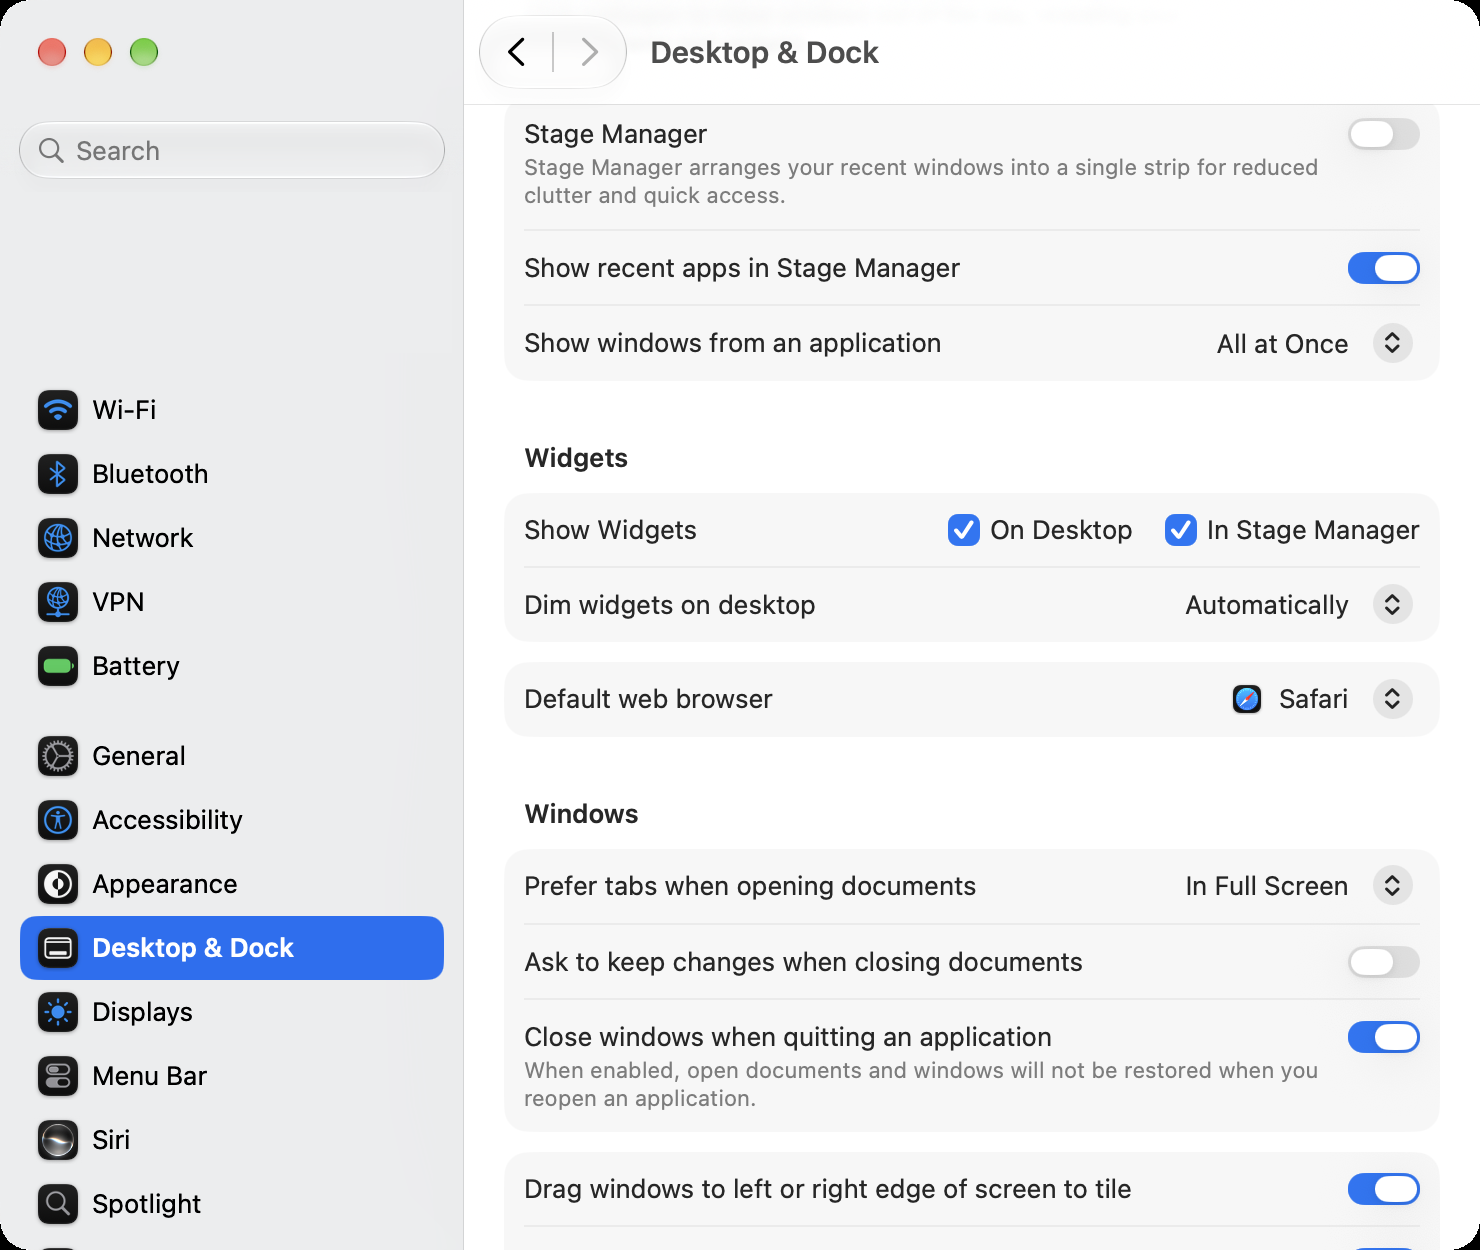 Desktop & Dock
Search
Wi-Fi
Bluetooth
Network
VPN
Battery
General
Accessibility
Appearance
Desktop & Dock
Displays
Menu Bar
Siri
Spotlight
Stage Manager
Stage Manager arranges your recent windows into a single strip for reduced
clutter and quick access.
Show recent apps in Stage Manager
Show windows from an application All at Once
Widgets
Show Widgets On Desktop In Stage Manager
Dim widgets on desktop Automatically
Default web browser Safari
Windows
Prefer tabs when opening documents In Full Screen
Ask to keep changes when closing documents
Close windows when quitting an application
When enabled, open documents and windows will not be restored when you
reopen an application.
Drag windows to left or right edge of screen to tile